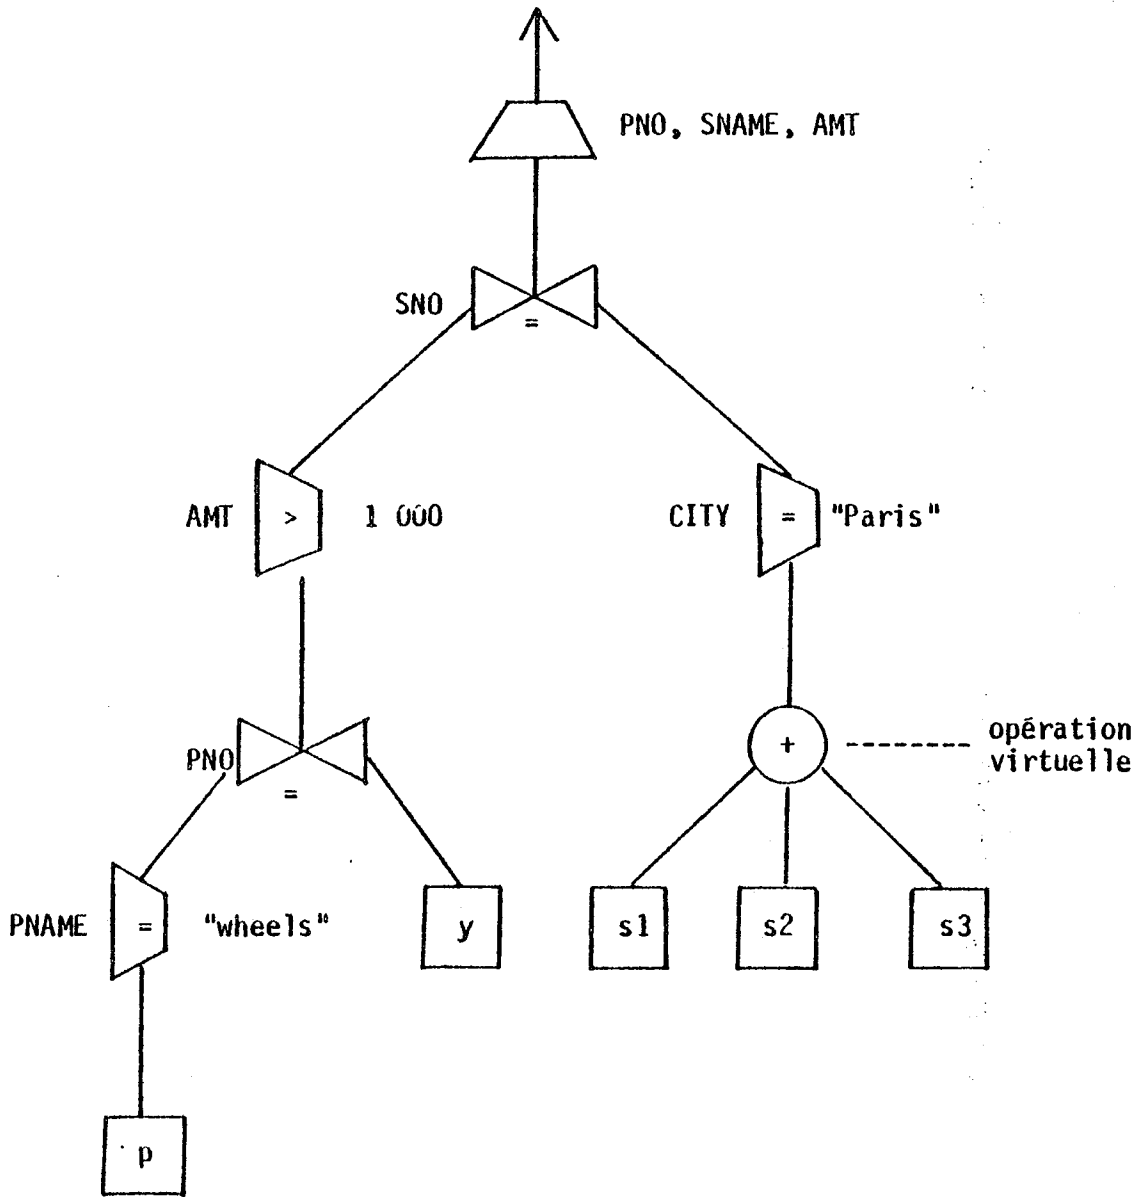 PNO, SNAME, AMT
SNO
=
AMT > 1 000
CITY = "Paris"
+
opération
virtuelle
PNO
=
PNAME = "wheels"
y
s1
s2
s3
p